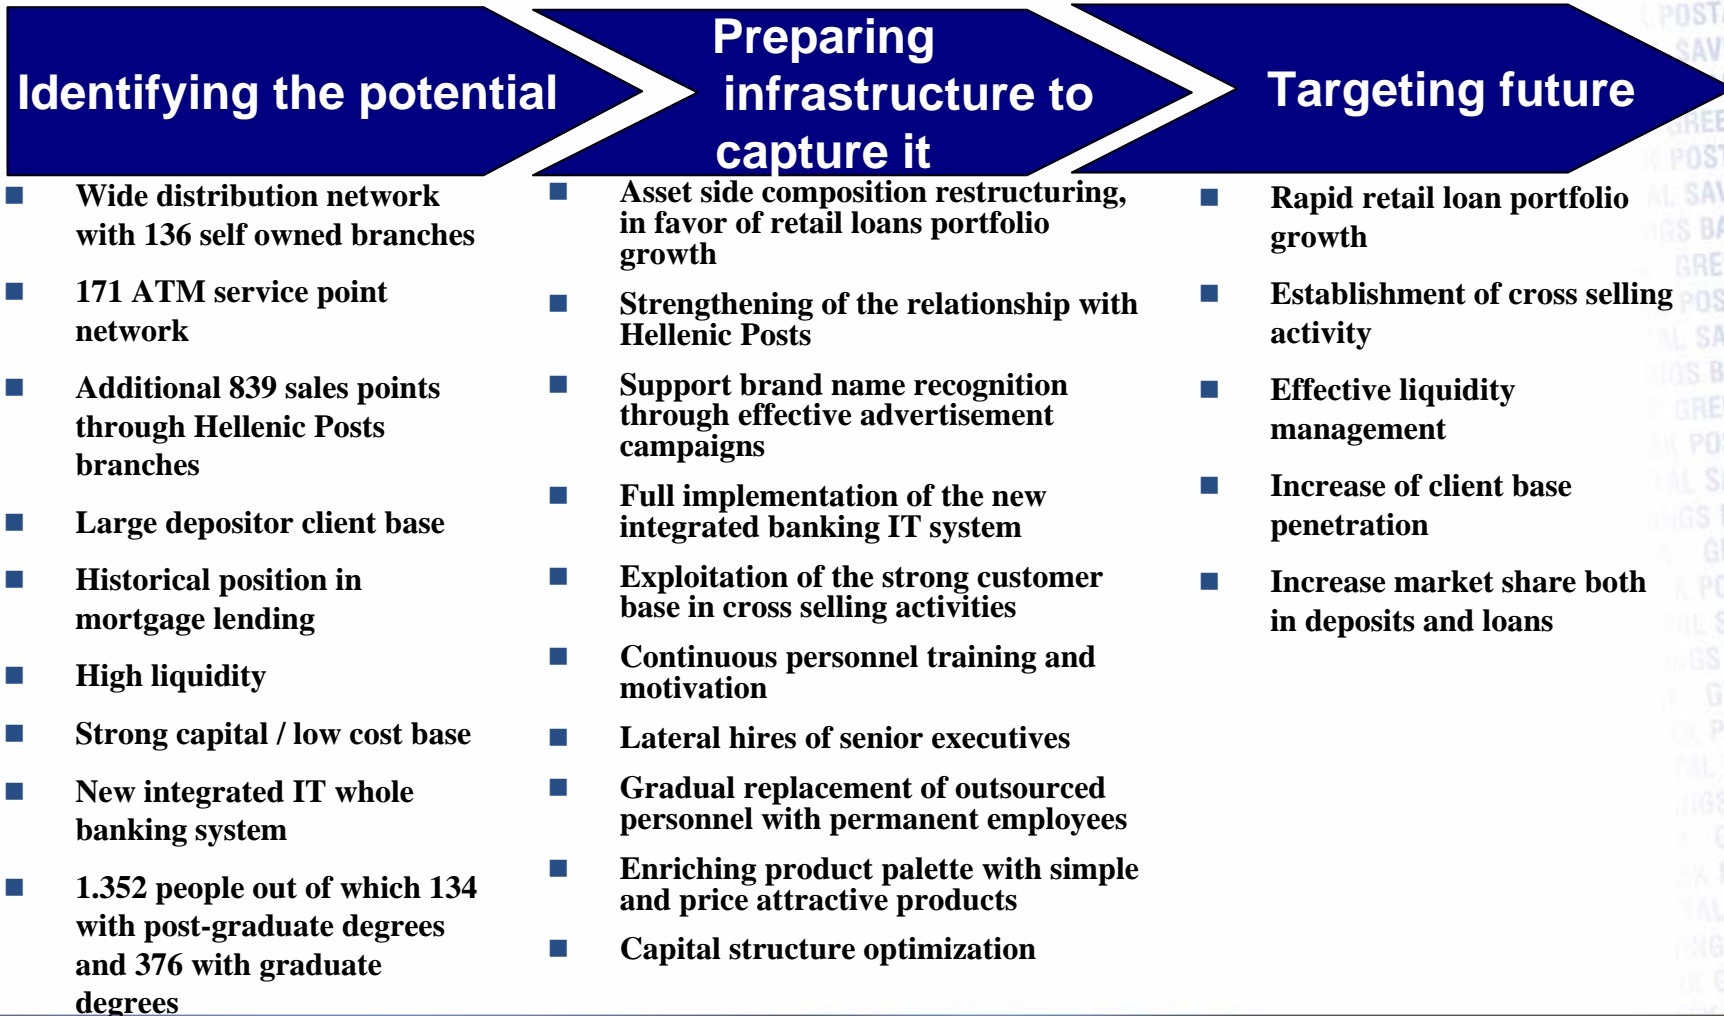 Identifying the potential
Preparing
infrastructure to
capture it
Targeting future
Wide distribution network
with 136 self owned branches
171 ATM service point
network
Additional 839 sales points
through Hellenic Posts
branches
Large depositor client base
Historical position in
mortgage lending
High liquidity
Strong capital / low cost base
New integrated IT whole
banking system
1.352 people out of which 134
with post-graduate degrees
and 376 with graduate
degrees
Asset side composition restructuring,
in favor of retail loans portfolio
growth
Strengthening of the relationship with
Hellenic Posts
Support brand name recognition
through effective advertisement
campaigns
Full implementation of the new
integrated banking IT system
Exploitation of the strong customer
base in cross selling activities
Continuous personnel training and
motivation
Lateral hires of senior executives
Gradual replacement of outsourced
personnel with permanent employees
Enriching product palette with simple
and price attractive products
Capital structure optimization
Rapid retail loan portfolio
growth
Establishment of cross selling
activity
Effective liquidity
management
Increase of client base
penetration
Increase market share both
in deposits and loans